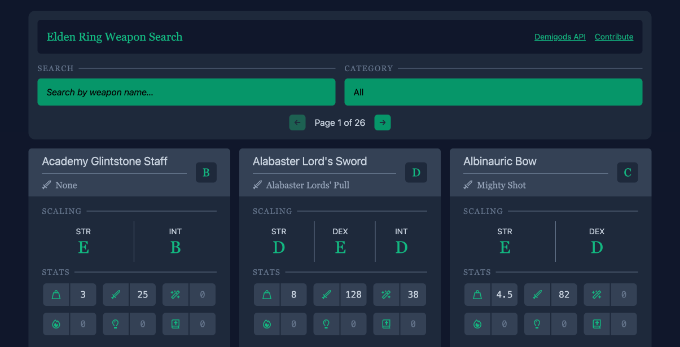 Elden Ring Weapon Search
Demigods API Contribute
SEARCH
Search by weapon name...
CATEGORY
All
← Page 1 of 26 →
Academy Glintstone Staff
None
B
SCALING
STR INT
E B
STATS
3 25 0
0 0 0
Alabaster Lord's Sword
Alabaster Lords' Pull
D
SCALING
STR DEX INT
D E D
STATS
8 128 38
0 0 0
Albinauric Bow
Mighty Shot
C
SCALING
STR DEX
E D
STATS
4.5 82 0
0 0 0